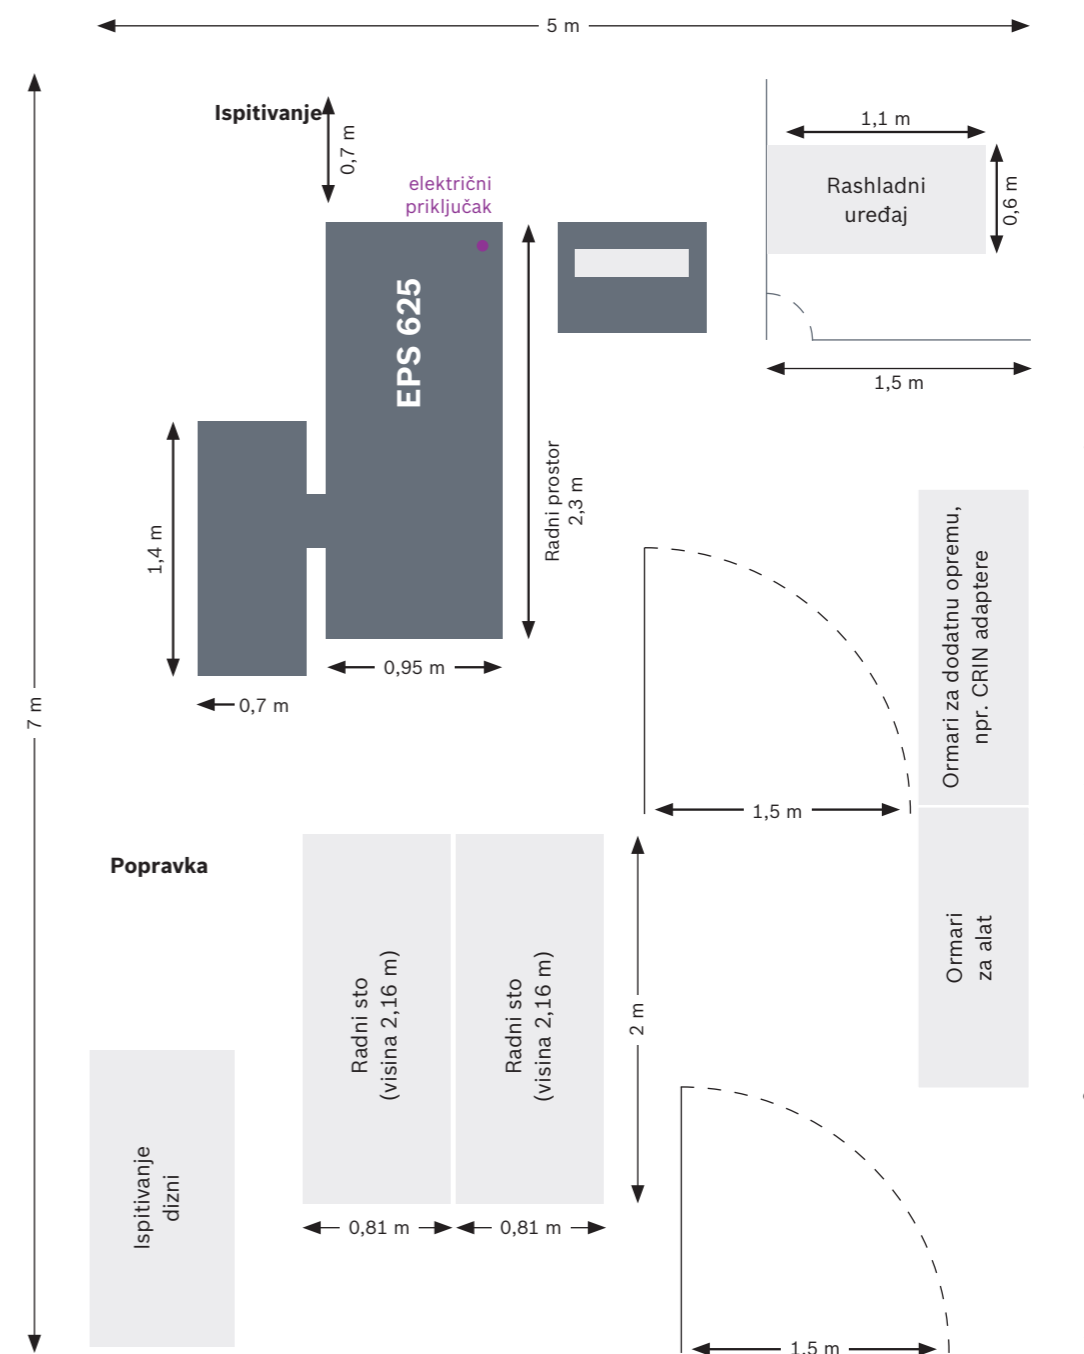 5 m
Ispitivanje
0,7 m
električni
priključak
1,1 m
Rashladni
uređaj
0,6 m
EPS 625
1,5 m
Radni prostor
2,3 m
1,4 m
0,95 m
0,7 m
7 m
Ormari za dodatnu opremu,
npr. CRIN adaptere
1,5 m
Popravka
Radni sto
(visina 2,16 m)
Radni sto
(visina 2,16 m)
2 m
Ormari
za alat
Ispitivanje
dizni
0,81 m
0,81 m
1,5 m